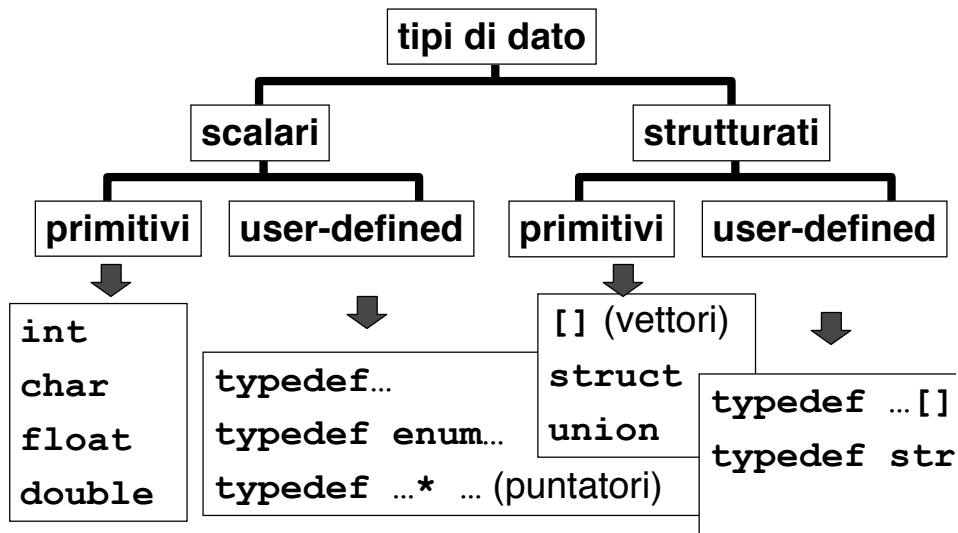 tipi di dato
scalari
strutturati
primitivi
user-defined
primitivi
user-defined
int
char
float
double
typedef…
typedef enum…
typedef …* … (puntatori)
[] (vettori)
struct
union
typedef …[]
typedef str